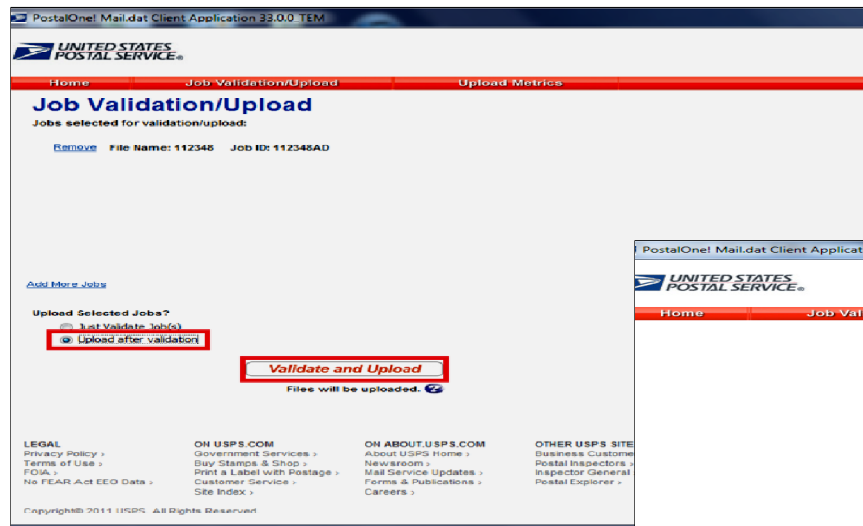 PostalOne! Mail.dat Client Application 33.0.0 TEM
UNITED STATES
POSTAL SERVICE®
Home Job Validation/Upload Upload Metrics
Job Validation/Upload
Jobs selected for validation/upload:
Remove File Name: 112348 Job ID: 112348AD
Add More Jobs
Upload Selected Jobs?
Just Validate Job(s)
Upload after validation
Validate and Upload
Files will be uploaded.
LEGAL
Privacy Policy ›
Terms of Use ›
FOIA ›
No FEAR Act EEO Data ›
ON USPS.COM
Government Services ›
Buy Stamps & Shop ›
Print a Label with Postage ›
Customer Service ›
Site Index ›
ON ABOUT.USPS.COM
About USPS Home ›
Newsroom ›
Mail Service Updates ›
Forms & Publications ›
Careers ›
OTHER USPS SITE
Business Custome
Postal Inspectors ›
Inspector General
Postal Explorer ›
Copyright© 2011 USPS. All Rights Reserved.
PostalOne! Mail.dat Client Applicat
UNITED STATES
POSTAL SERVICE®
Home Job Val